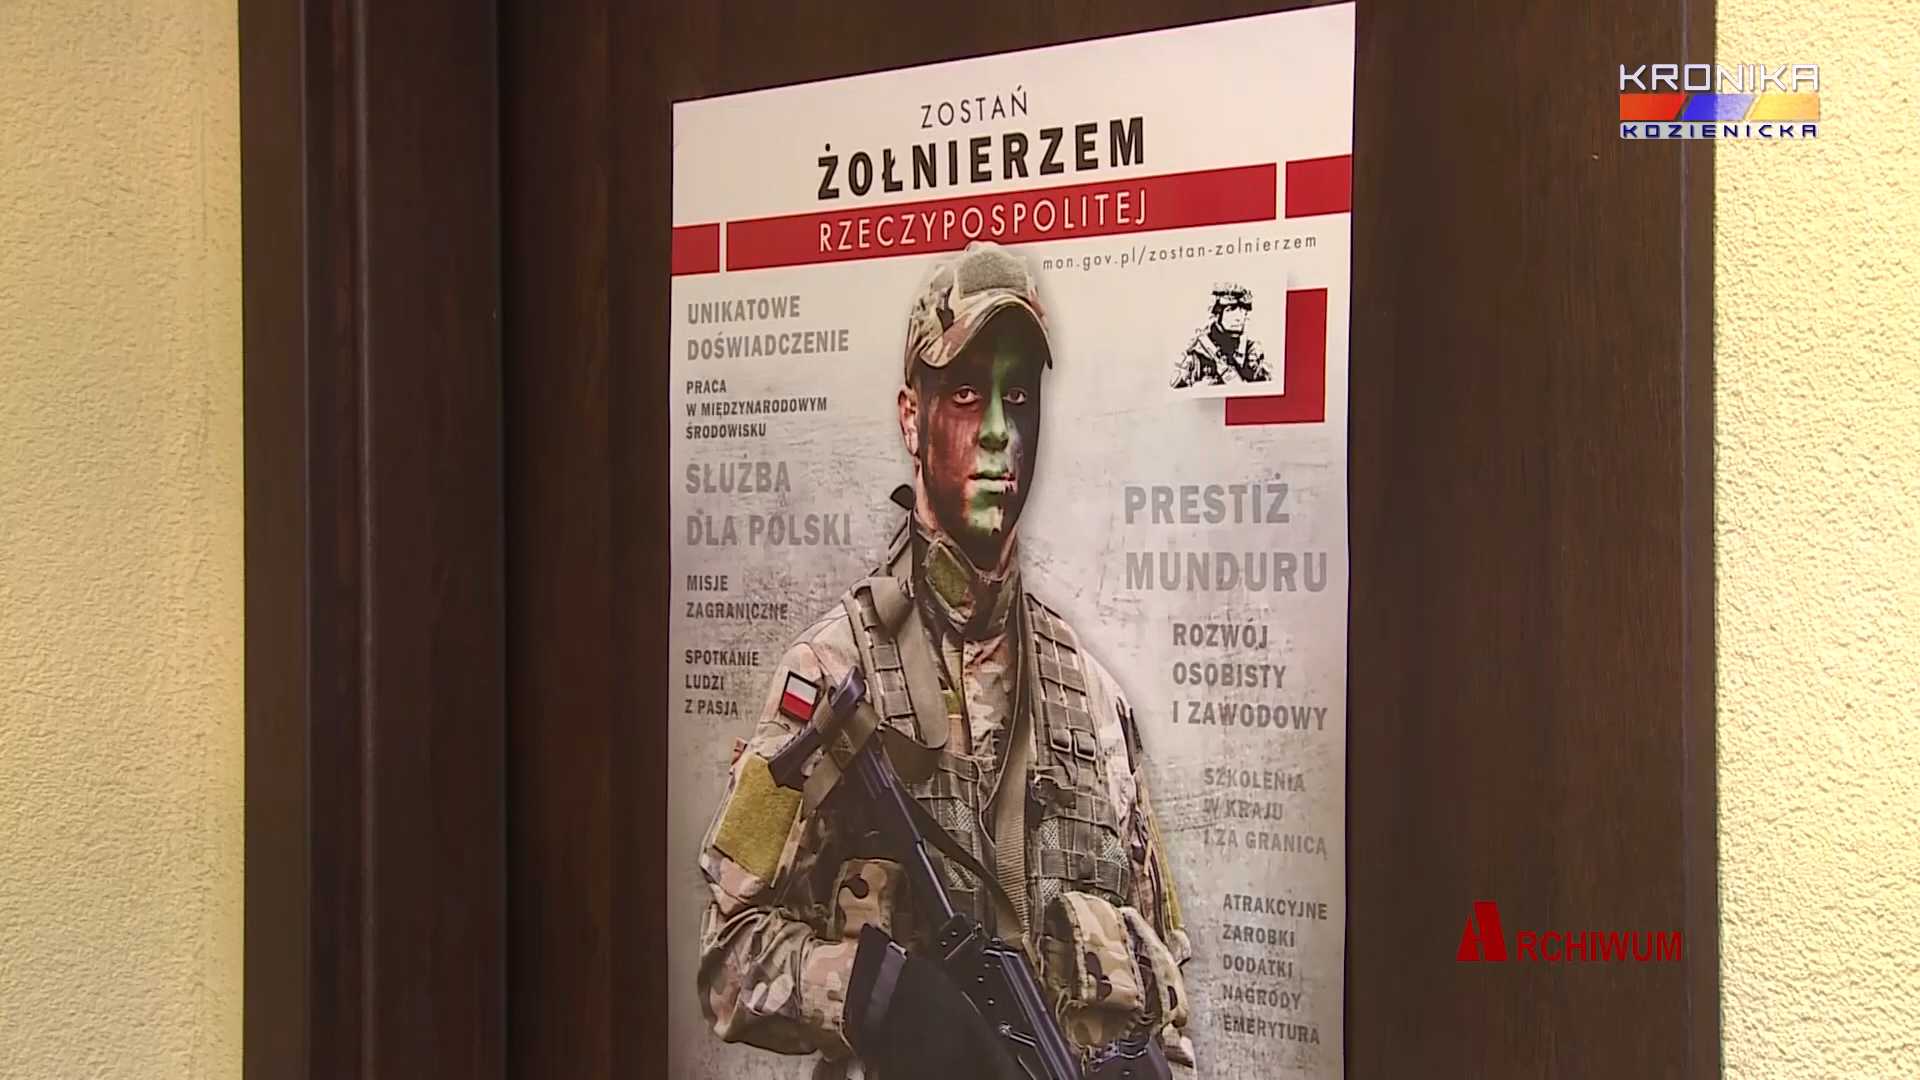 KRONIKA
KOZIENICKA
ZOSTAŃ
ŻOŁNIERZEM
RZECZYPOSPOLITEJ
mon.gov.pl/zostan-zolnierzem
UNIKATOWE
DOŚWIADCZENIE
PRACA
W MIĘDZYNARODOWYM
ŚRODOWISKU
SŁUŻBA
DLA POLSKI
MISJE
ZAGRANICZNE
SPOTKANIE
LUDZI
Z PASJĄ
PRESTIŻ
MUNDURU
ROZWÓJ
OSOBISTY
I ZAWODOWY
SZKOLENIA
W KRAJU
I ZA GRANICĄ
ATRAKCYJNE
ZAROBKI
DODATKI
NAGRODY
EMERYTURA
ARCHIWUM